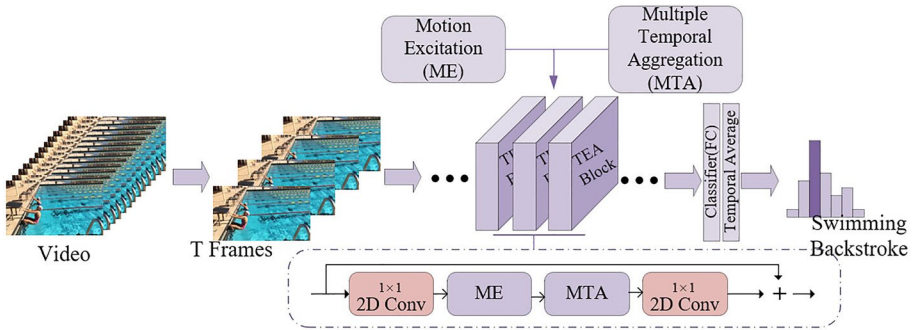 Motion
Excitation
(ME)
Multiple
Temporal
Aggregation
(MTA)
TEA
Block
Classifier(FC)
Temporal Average
Video
T Frames
Swimming
Backstroke
1×1
2D Conv
ME
MTA
1×1
2D Conv
+